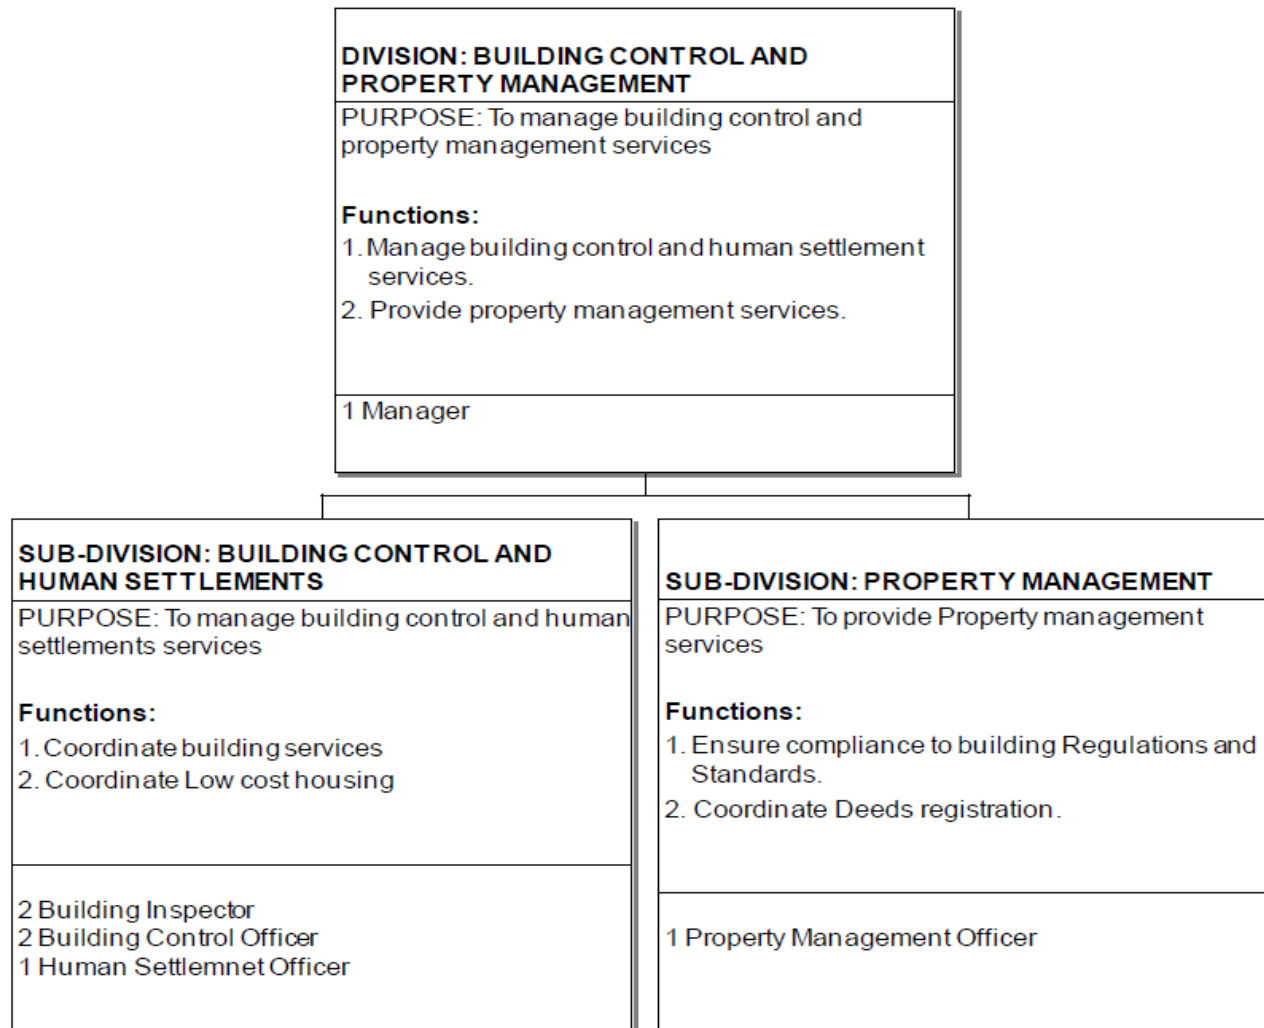 DIVISION: BUILDING CONTROL AND
PROPERTY MANAGEMENT
PURPOSE: To manage building control and
property management services
Functions:
1. Manage building control and human settlement
services.
2. Provide property management services.
1 Manager
SUB-DIVISION: BUILDING CONTROL AND
HUMAN SETTLEMENTS
PURPOSE: To manage building control and human
settlements services
Functions:
1. Coordinate building services
2. Coordinate Low cost housing
2 Building Inspector
2 Building Control Officer
1 Human Settlemnet Officer
SUB-DIVISION: PROPERTY MANAGEMENT
PURPOSE: To provide Property management
services
Functions:
1. Ensure compliance to building Regulations and
Standards.
2. Coordinate Deeds registration.
1 Property Management Officer